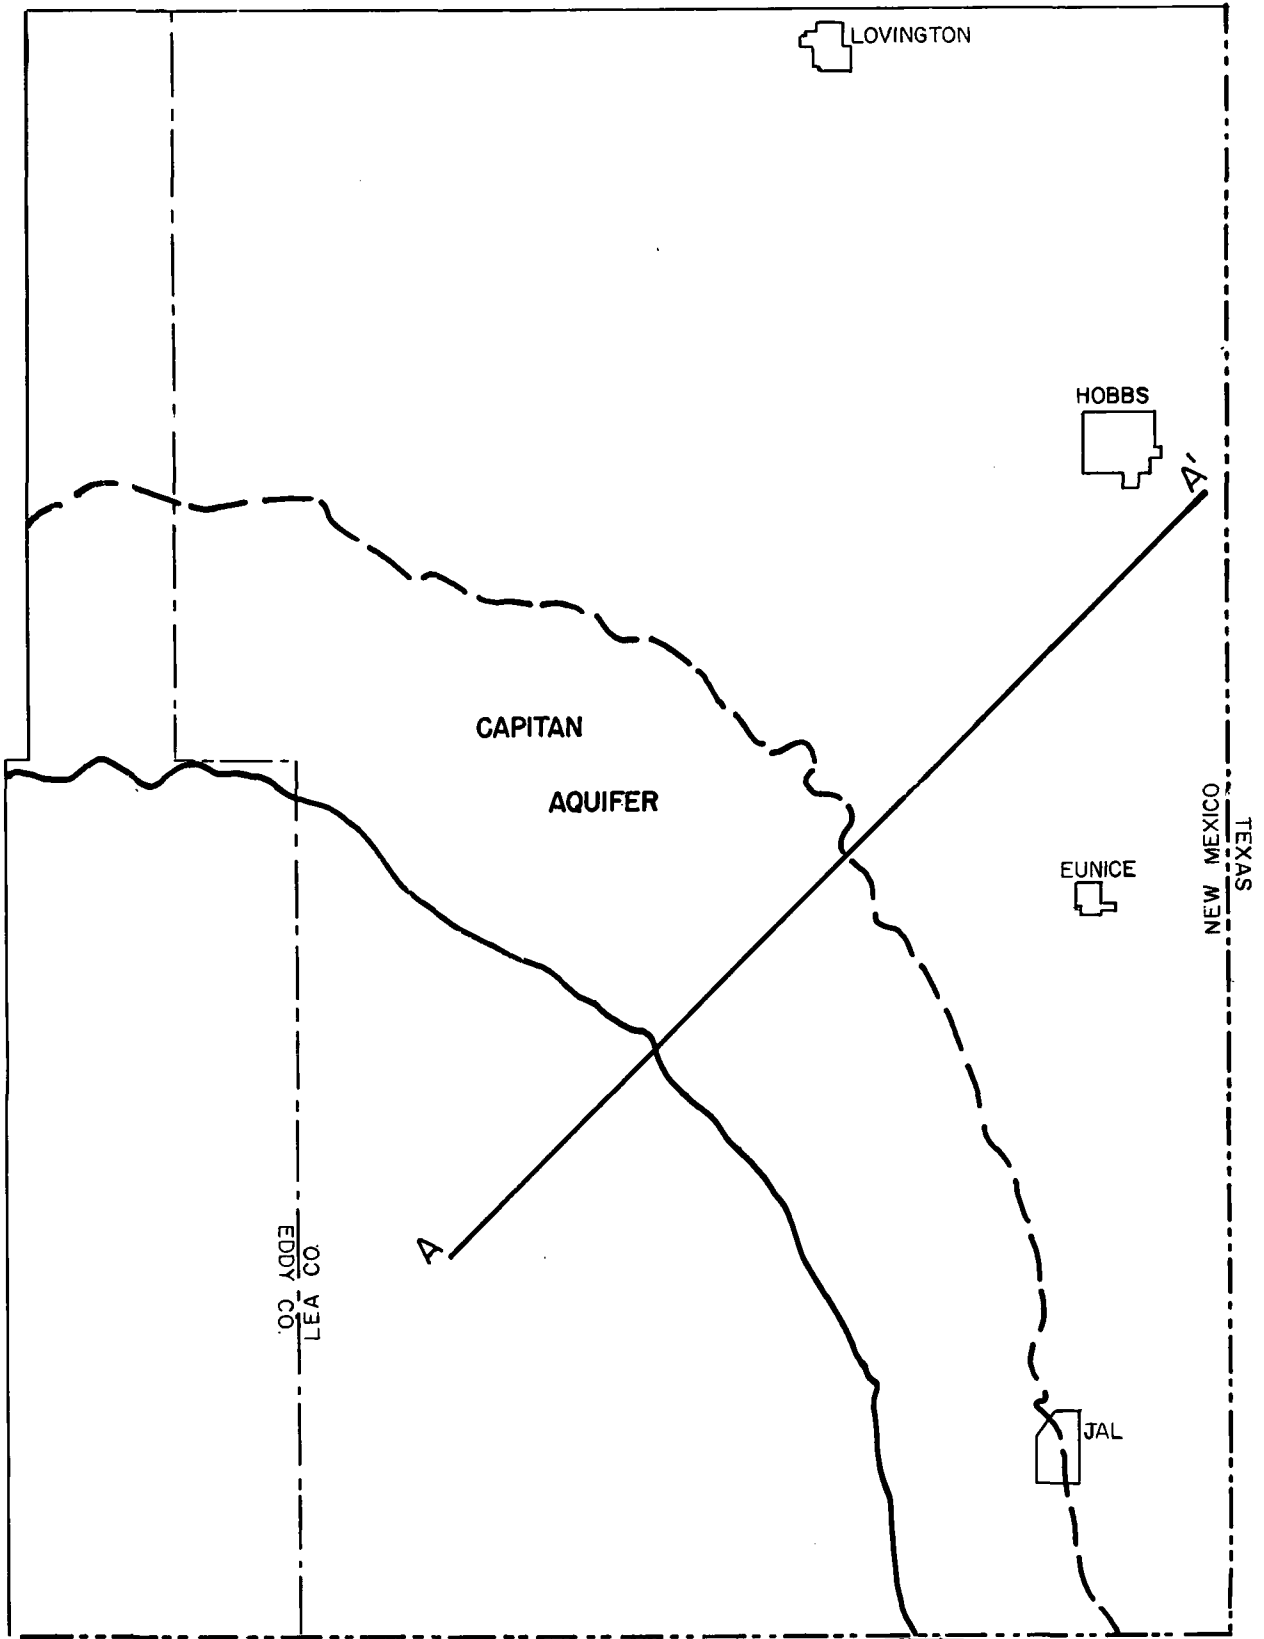 LOVINGTON
HOBBS
A'
CAPITAN
AQUIFER
NEW MEXICO
TEXAS
EUNICE
A
EDDY CO.
LEA CO.
JAL